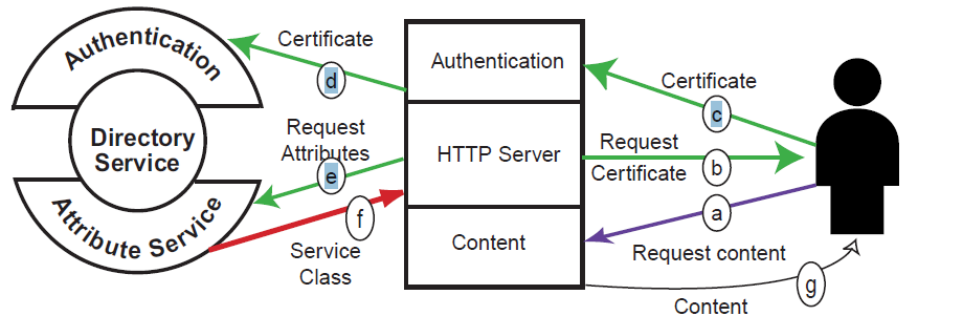 Authentication
Directory
Service
Attribute Service
Certificate
d
Request
Attributes
e
f
Service
Class
Authentication
HTTP Server
Content
Certificate
c
Request
Certificate
b
a
Request content
g
Content